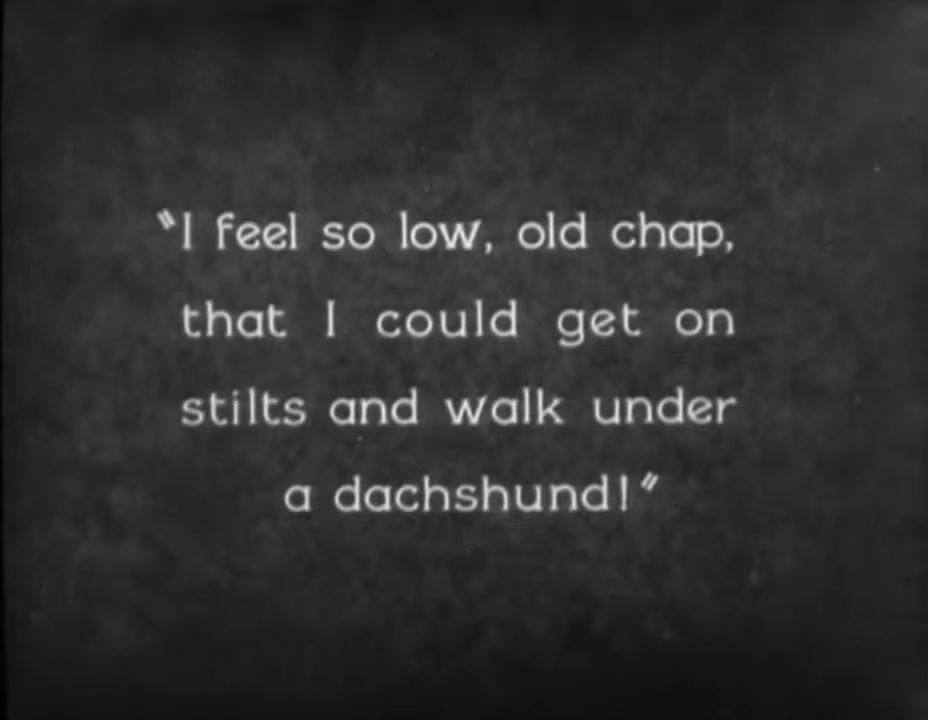 "I feel so low, old chap,
that I could get on
stilts and walk under
a dachshund!"